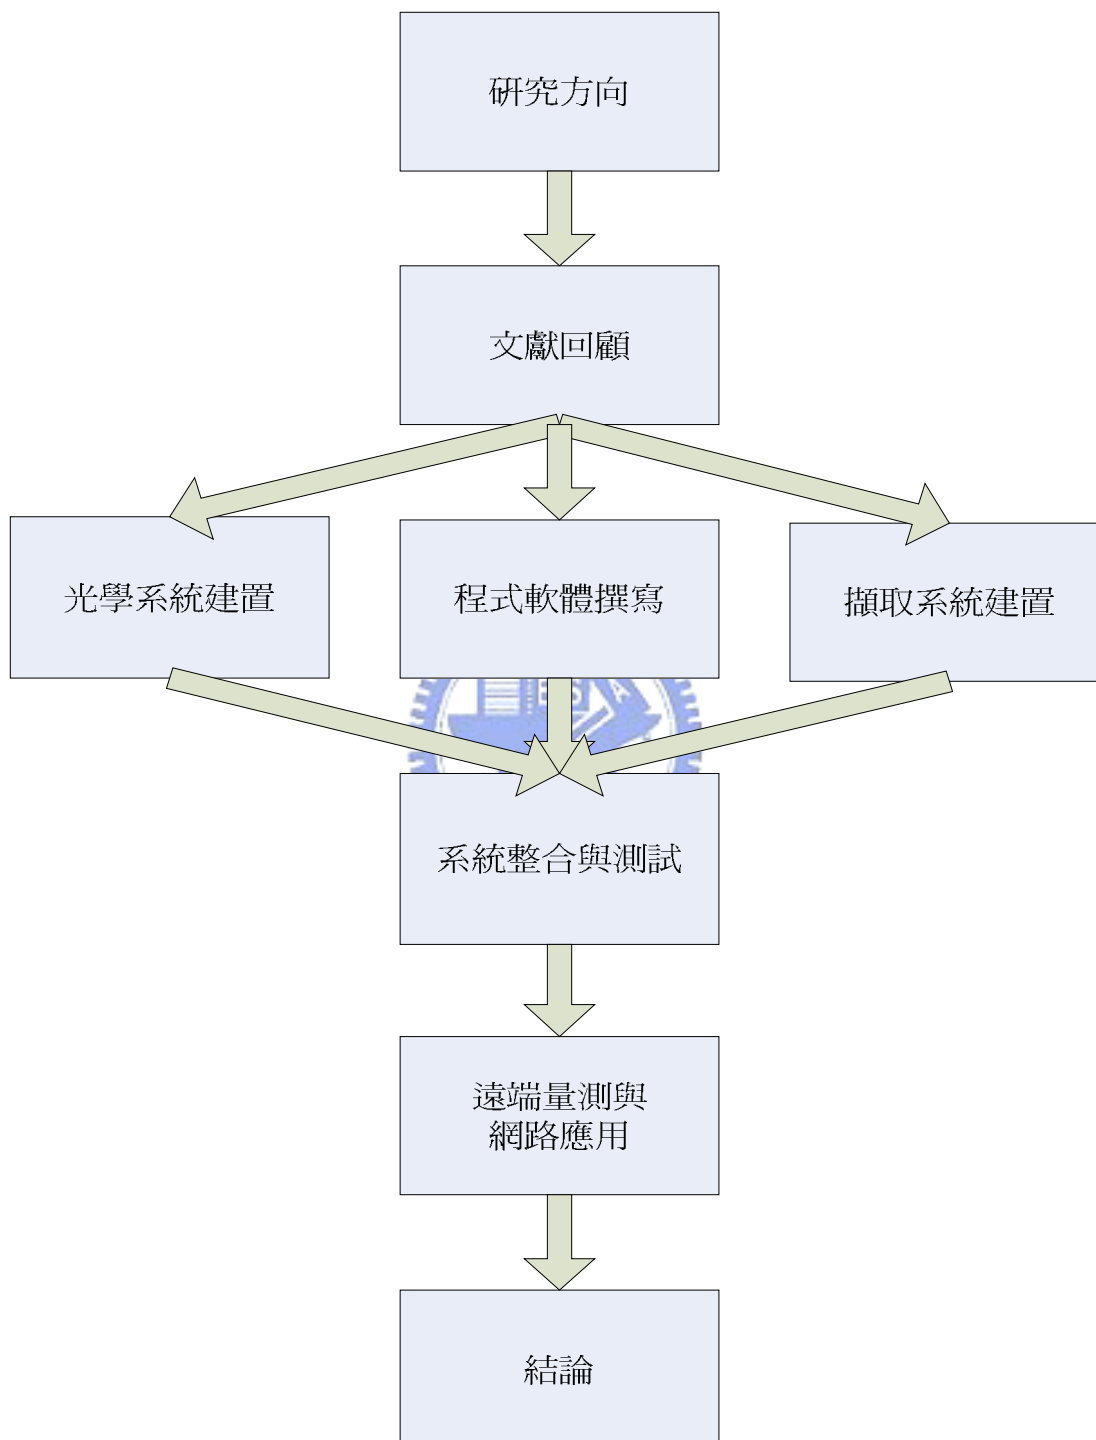 研究方向
文獻回顧
光學系統建置
程式軟體撰寫
擷取系統建置
系統整合與測試
遠端量測與
網路應用
結論